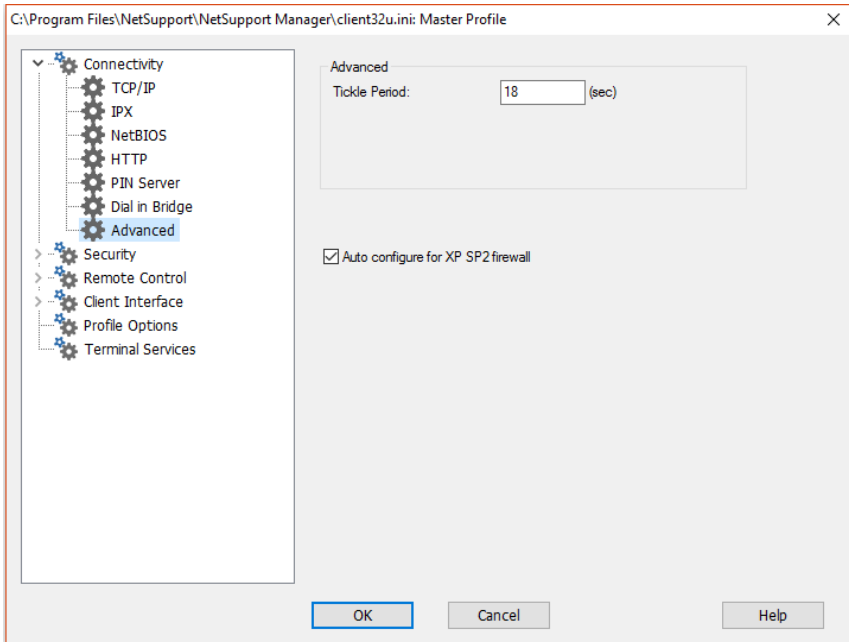 C:\Program Files\NetSupport\NetSupport Manager\client32u.ini: Master Profile
Connectivity
TCP/IP
IPX
NetBIOS
HTTP
PIN Server
Dial in Bridge
Advanced
Security
Remote Control
Client Interface
Profile Options
Terminal Services
Advanced
Tickle Period: 18 (sec)
Auto configure for XP SP2 firewall
OK Cancel Help